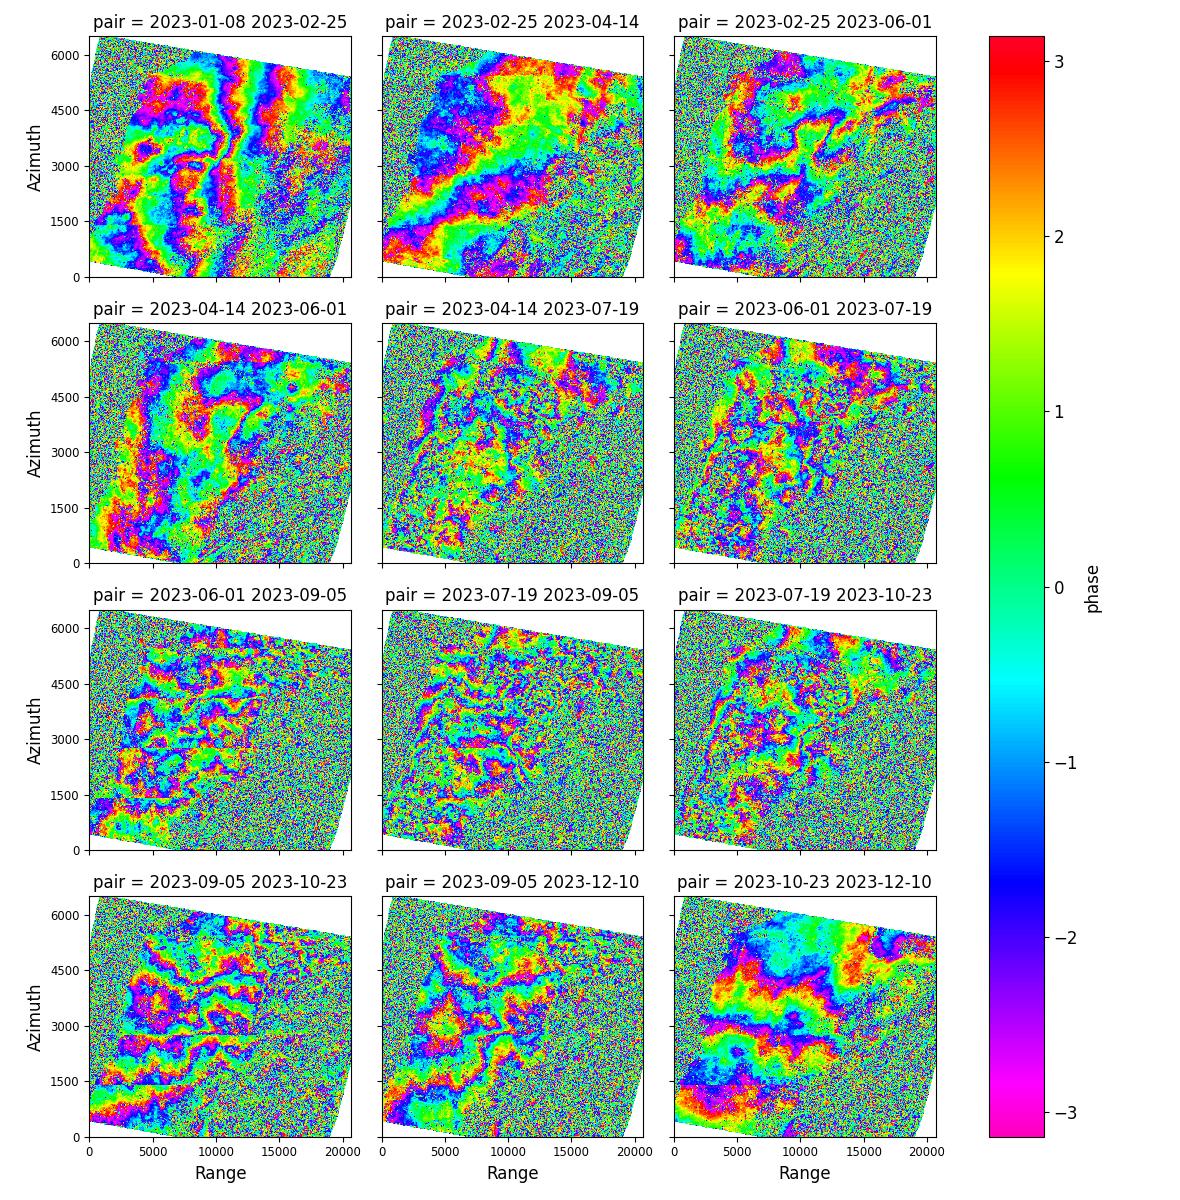 pair = 2023-01-08 2023-02-25
pair = 2023-02-25 2023-04-14
pair = 2023-02-25 2023-06-01
6000
4500
3000
1500
0
Azimuth
pair = 2023-04-14 2023-06-01
pair = 2023-04-14 2023-07-19
pair = 2023-06-01 2023-07-19
6000
4500
3000
1500
0
Azimuth
pair = 2023-06-01 2023-09-05
pair = 2023-07-19 2023-09-05
pair = 2023-07-19 2023-10-23
6000
4500
3000
1500
0
Azimuth
pair = 2023-09-05 2023-10-23
pair = 2023-09-05 2023-12-10
pair = 2023-10-23 2023-12-10
6000
4500
3000
1500
0
Azimuth
0 5000 10000 15000 20000
0 5000 10000 15000 20000
0 5000 10000 15000 20000
Range
Range
Range
3
2
1
0
−1
−2
−3
phase